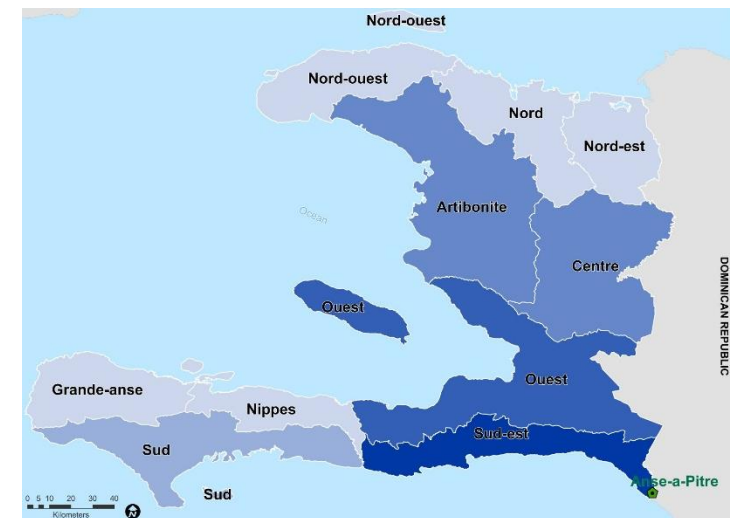 Nord-ouest
Nord-ouest
Nord
Nord-est
Artibonite
Ocean
Centre
DOMINICAN REPUBLIC
Ouest
Ouest
Grande-anse
Nippes
Sud-est
Sud
Anse-a-Pitre
Sud
0 5 10 20 30 40
Kilometers